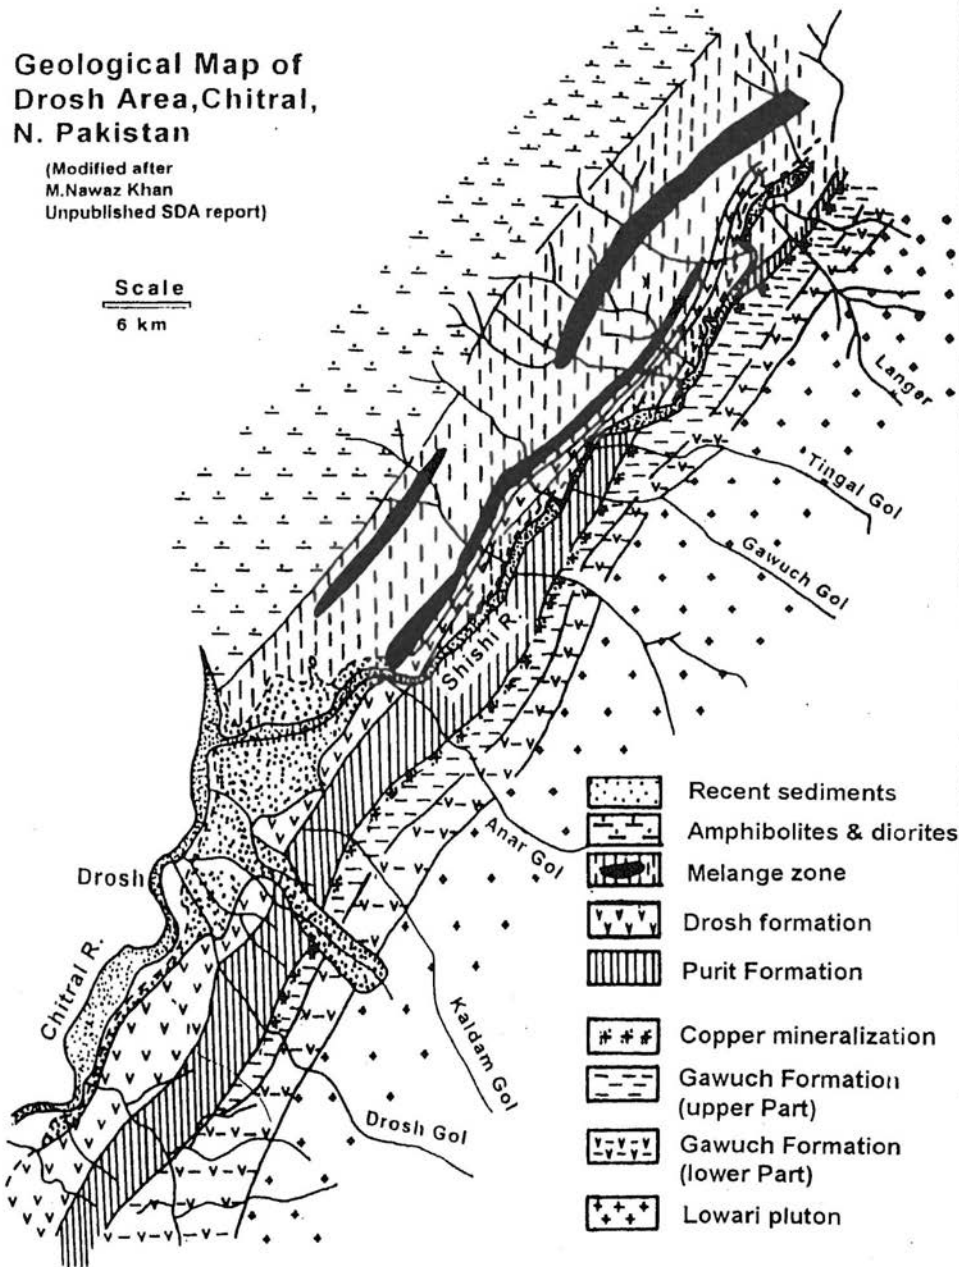 Geological Map of
Drosh Area,Chitral,
N. Pakistan
(Modified after
M.Nawaz Khan
Unpublished SDA report)
Scale
6 km
Langer
Tingal Gol
Gawuch Gol
Shishi R.
Anar Gol
Drosh
Chitral R.
Kaldam Gol
Drosh Gol
Recent sediments
Amphibolites & diorites
Melange zone
Drosh formation
Purit Formation
Copper mineralization
Gawuch Formation
(upper Part)
Gawuch Formation
(lower Part)
Lowari pluton